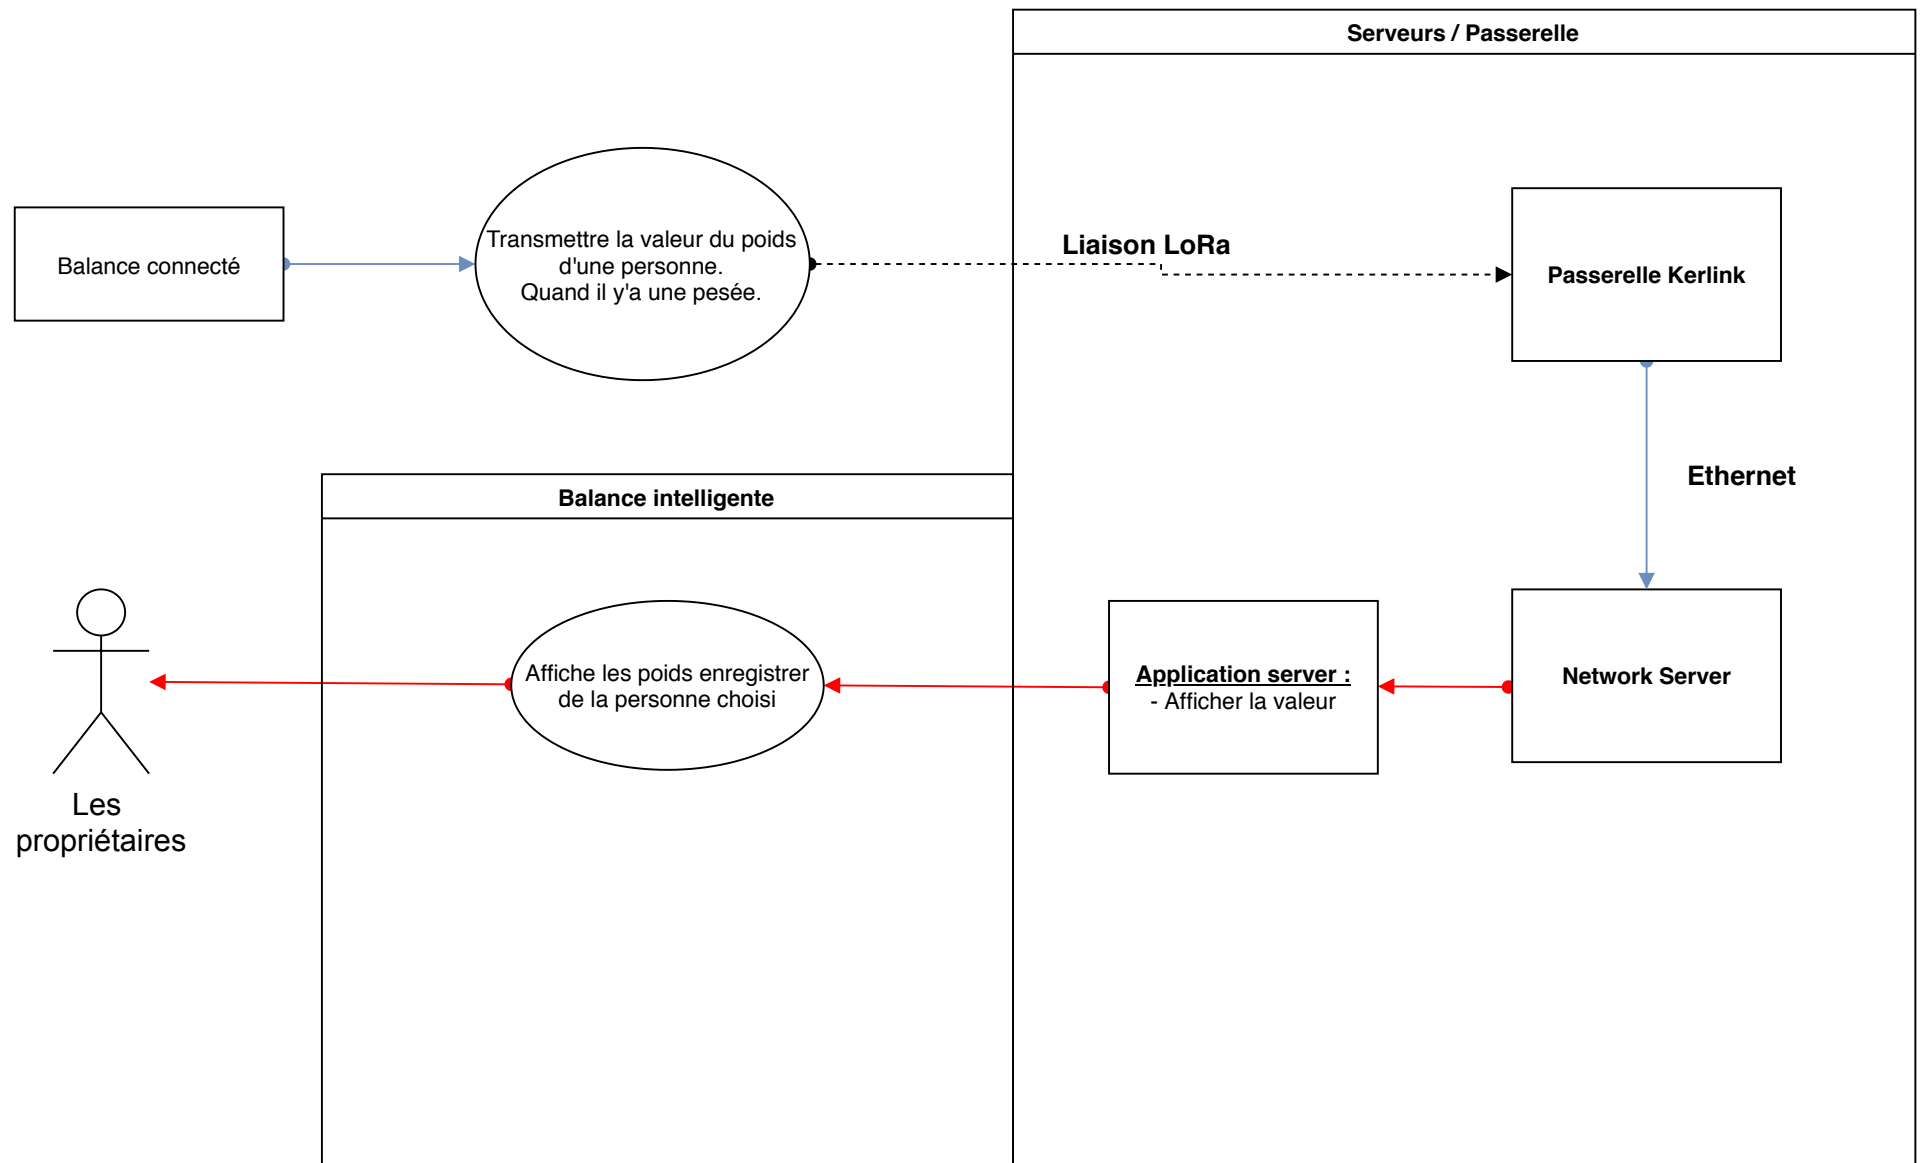 Serveurs / Passerelle
Balance connecté
Transmettre la valeur du poids
d'une personne.
Quand il y'a une pesée.
Liaison LoRa
Passerelle Kerlink
Ethernet
Balance intelligente
Affiche les poids enregistrer
de la personne choisi
Application server :
- Afficher la valeur
Network Server
Les
propriétaires